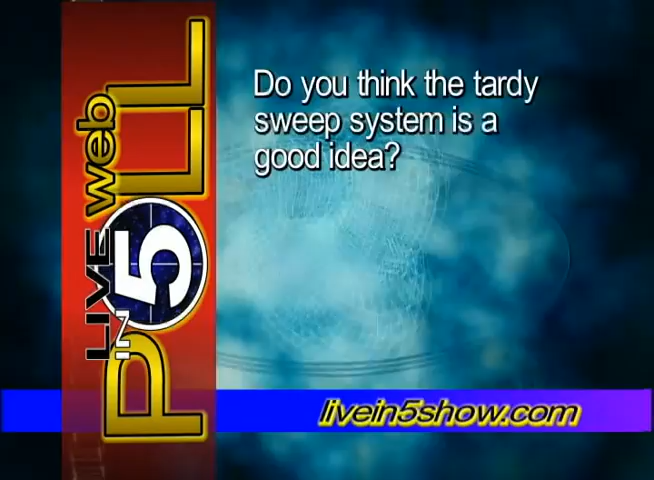 Do you think the tardy
sweep system is a
good idea?
LIVE
IN
5
web
POLL
livein5show.com